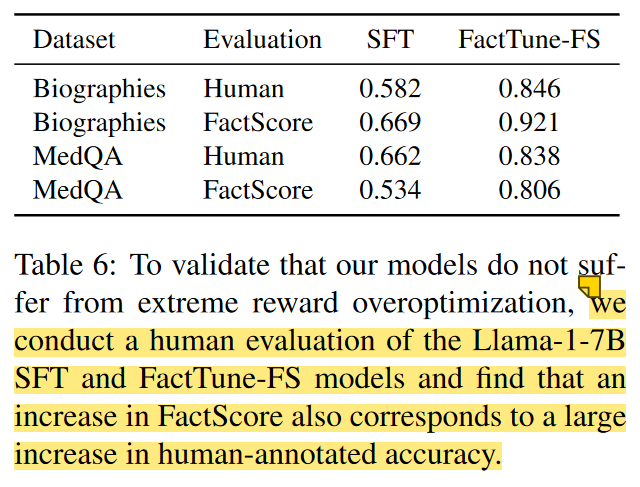 Dataset Evaluation SFT FactTune-FS
Biographies Human 0.582 0.846
Biographies FactScore 0.669 0.921
MedQA Human 0.662 0.838
MedQA FactScore 0.534 0.806
Table 6: To validate that our models do not suf-
fer from extreme reward overoptimization, we
conduct a human evaluation of the Llama-1-7B
SFT and FactTune-FS models and find that an
increase in FactScore also corresponds to a large
increase in human-annotated accuracy.